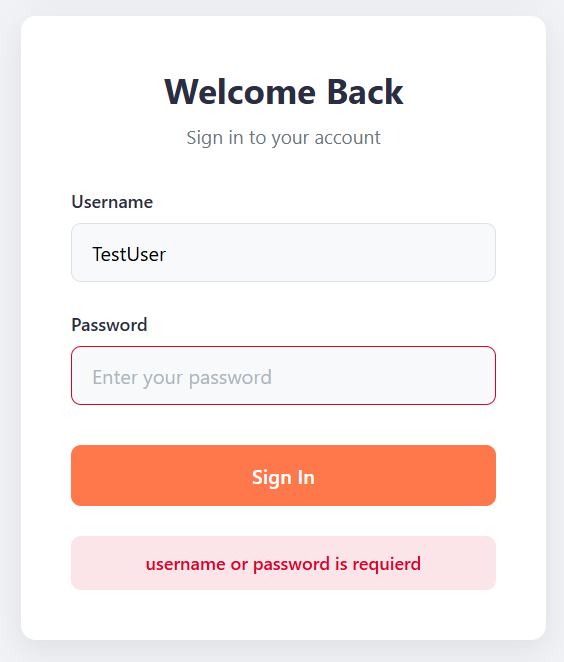 Welcome Back
Sign in to your account
Username
TestUser
Password
Enter your password
Sign In
username or password is requierd